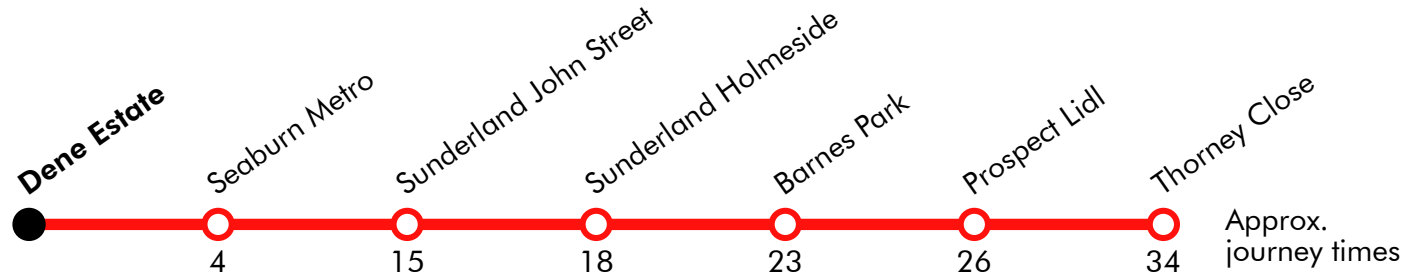 Dene Estate
Seaburn Metro
Sunderland John Street
Sunderland Holmeside
Barnes Park
Prospect Lidl
Thorney Close
4
15
18
23
26
34
Approx.
journey times